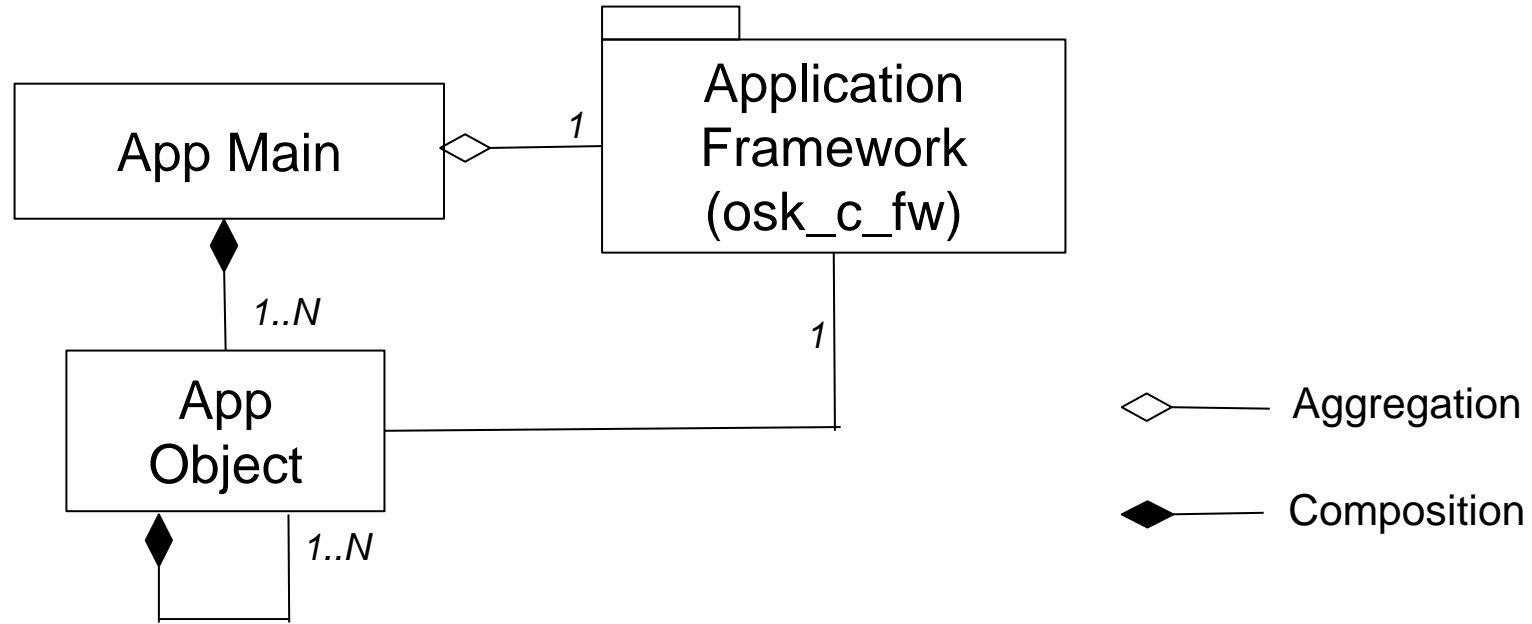 Application
Framework
(osk_c_fw)
App Main
1
1..N
1
App
Object
1..N
Aggregation
Composition